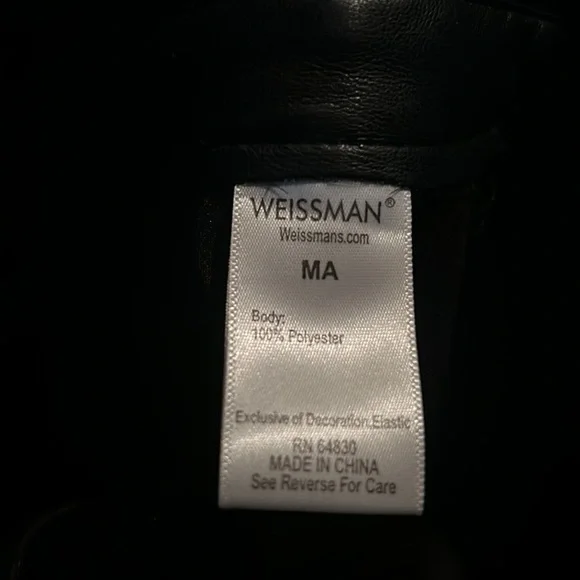 WEISSMAN®
Weissmans.com
MA
Body:
100% Polyester
Exclusive of Decoration.Elastic
RN 64830
MADE IN CHINA
See Reverse For Care